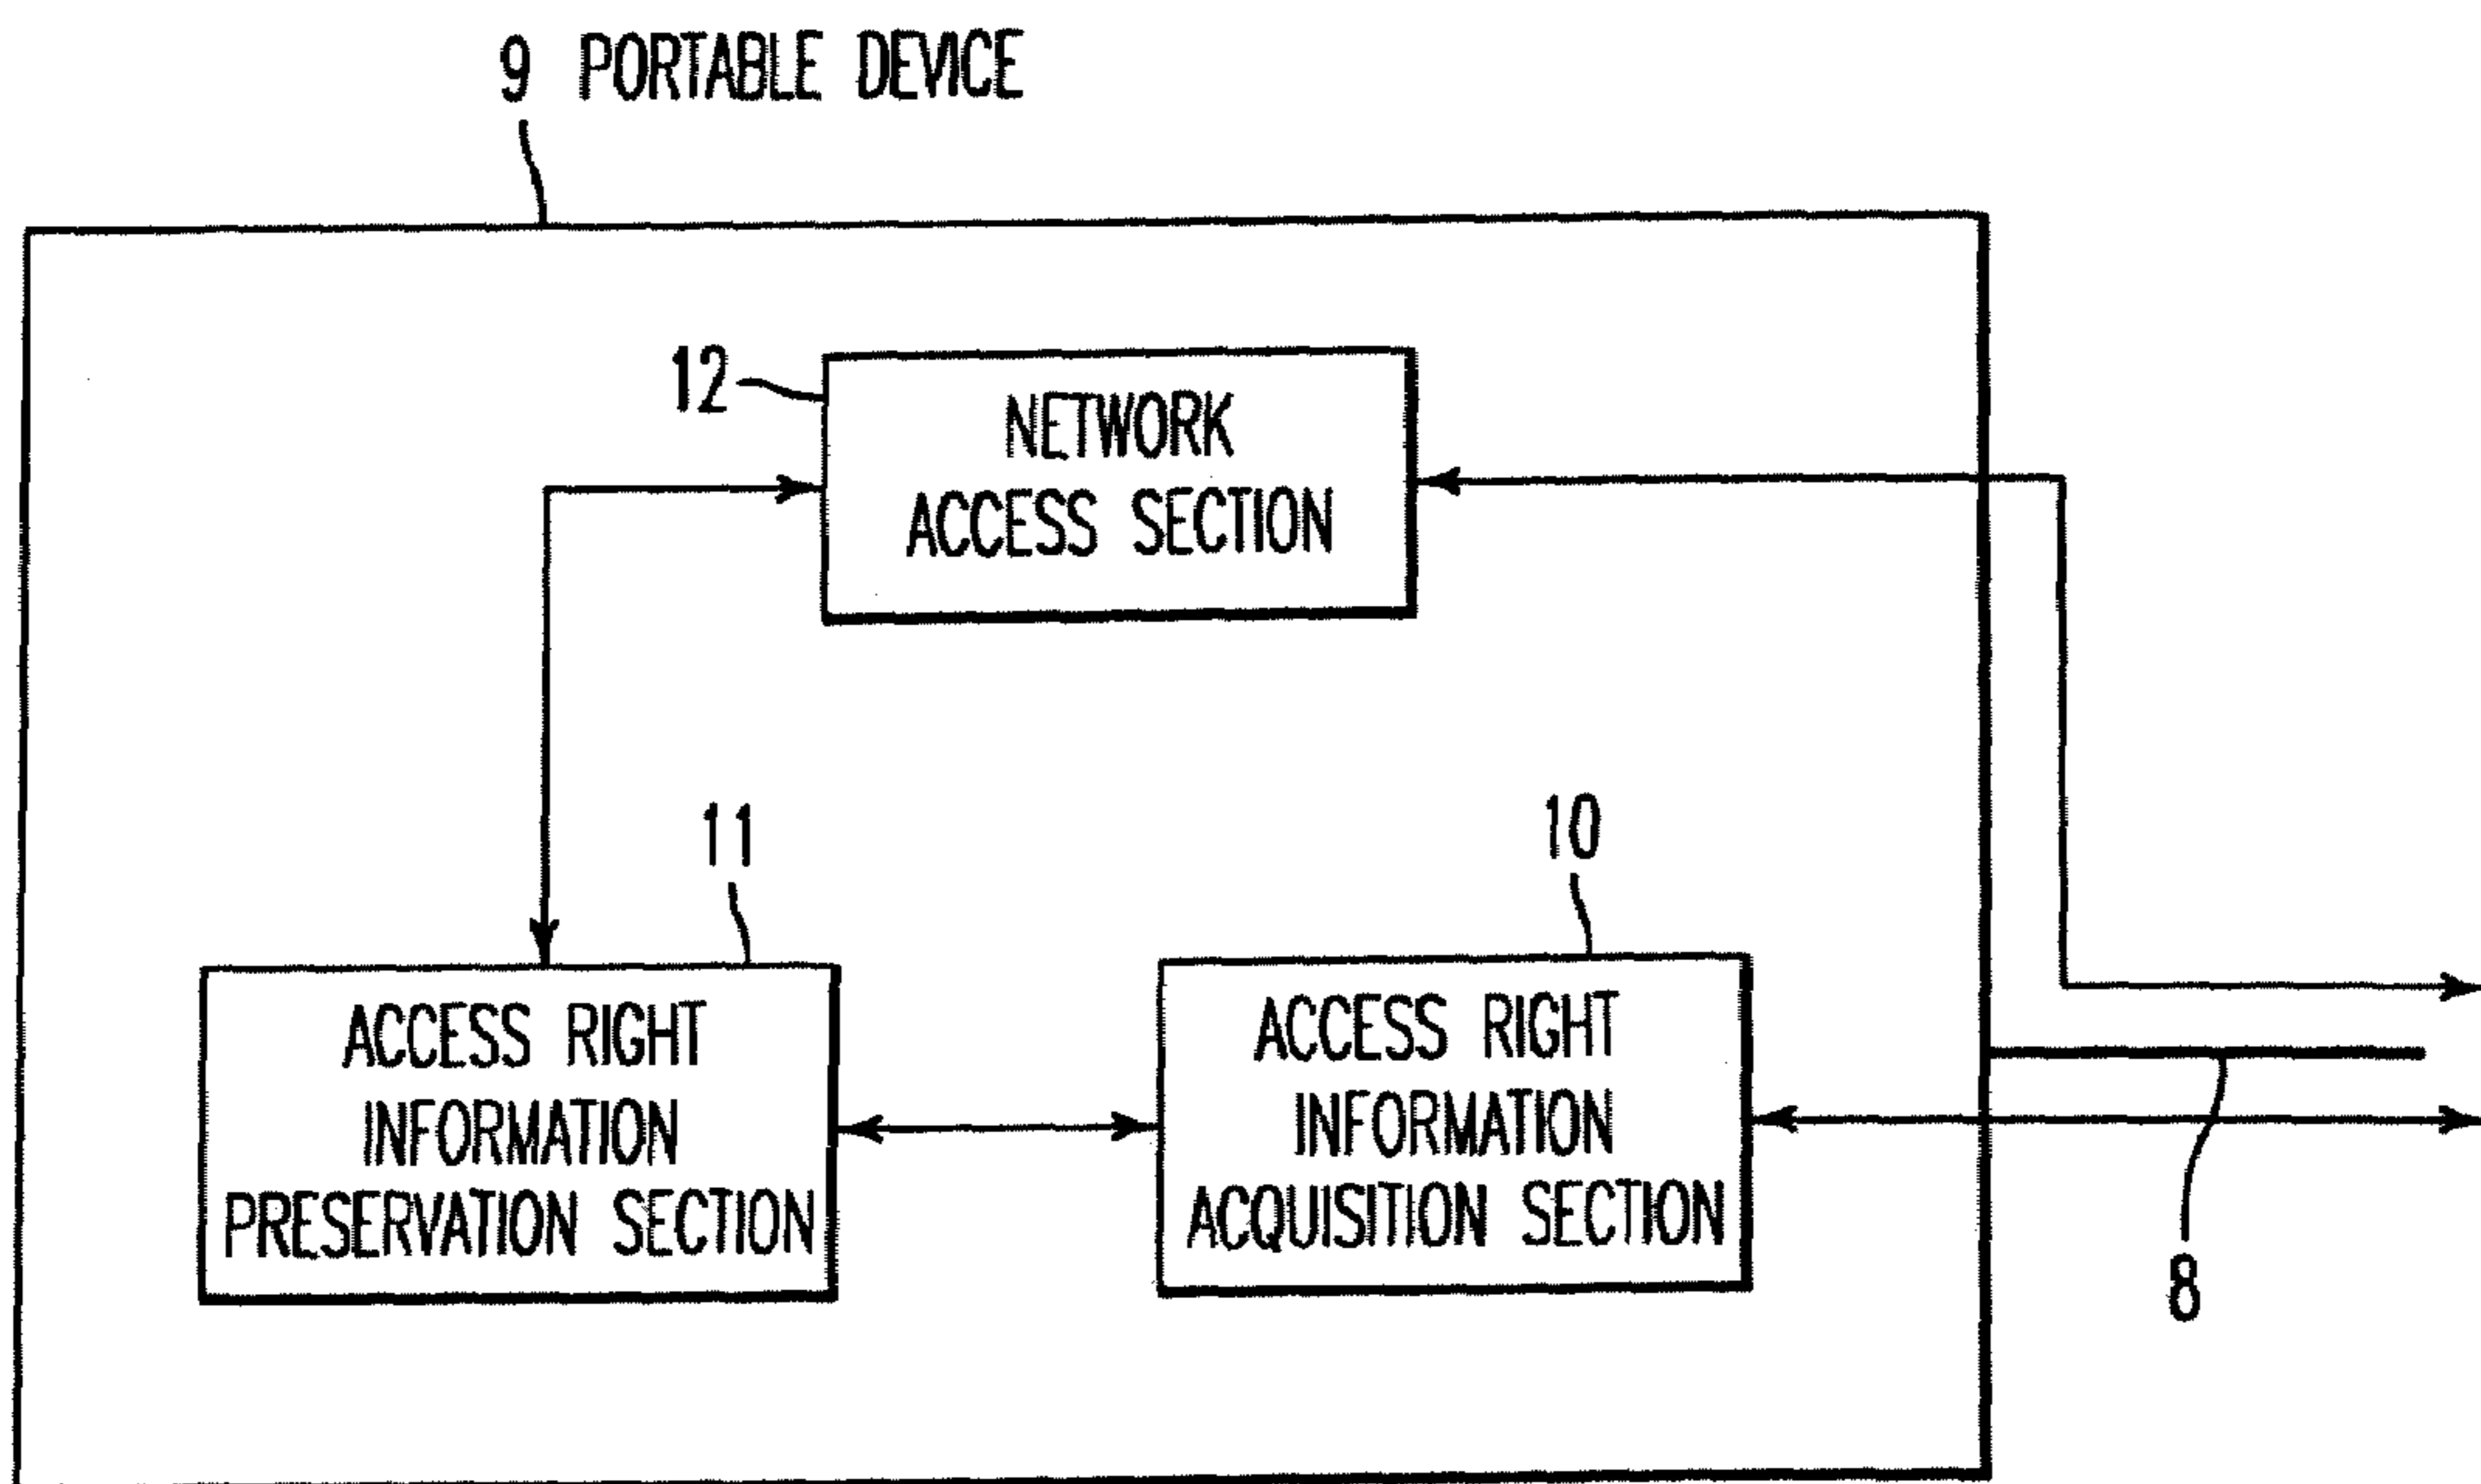 9 PORTABLE DEVICE
12
NETWORK
ACCESS SECTION
11
10
ACCESS RIGHT
INFORMATION
PRESERVATION SECTION
ACCESS RIGHT
INFORMATION
ACQUISITION SECTION
8